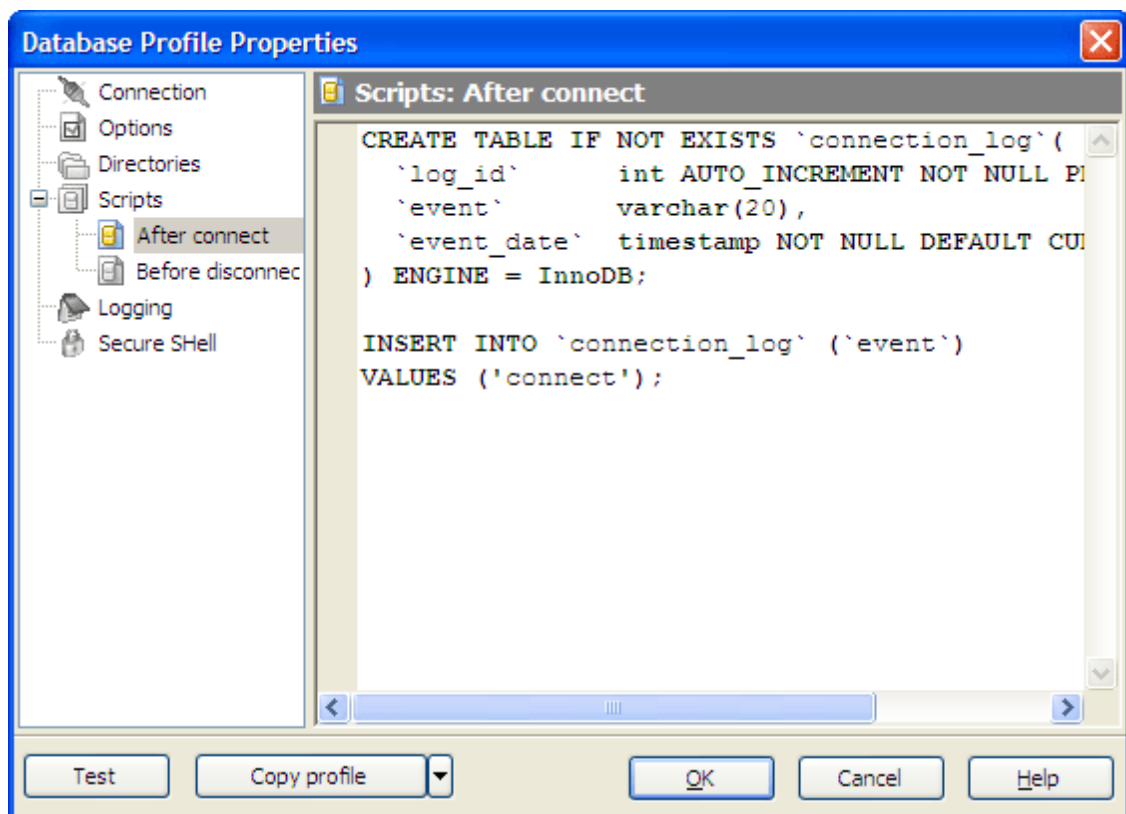 Database Profile Properties
Connection
Options
Directories
Scripts
After connect
Before disconnec
Logging
Secure SHell
Scripts: After connect
CREATE TABLE IF NOT EXISTS `connection_log`(
`log_id` int AUTO_INCREMENT NOT NULL
`event` varchar(20),
`event_date` timestamp NOT NULL DEFAULT
) ENGINE = InnoDB;
INSERT INTO `connection_log` (`event`)
VALUES ('connect');
Test
Copy profile
OK
Cancel
Help